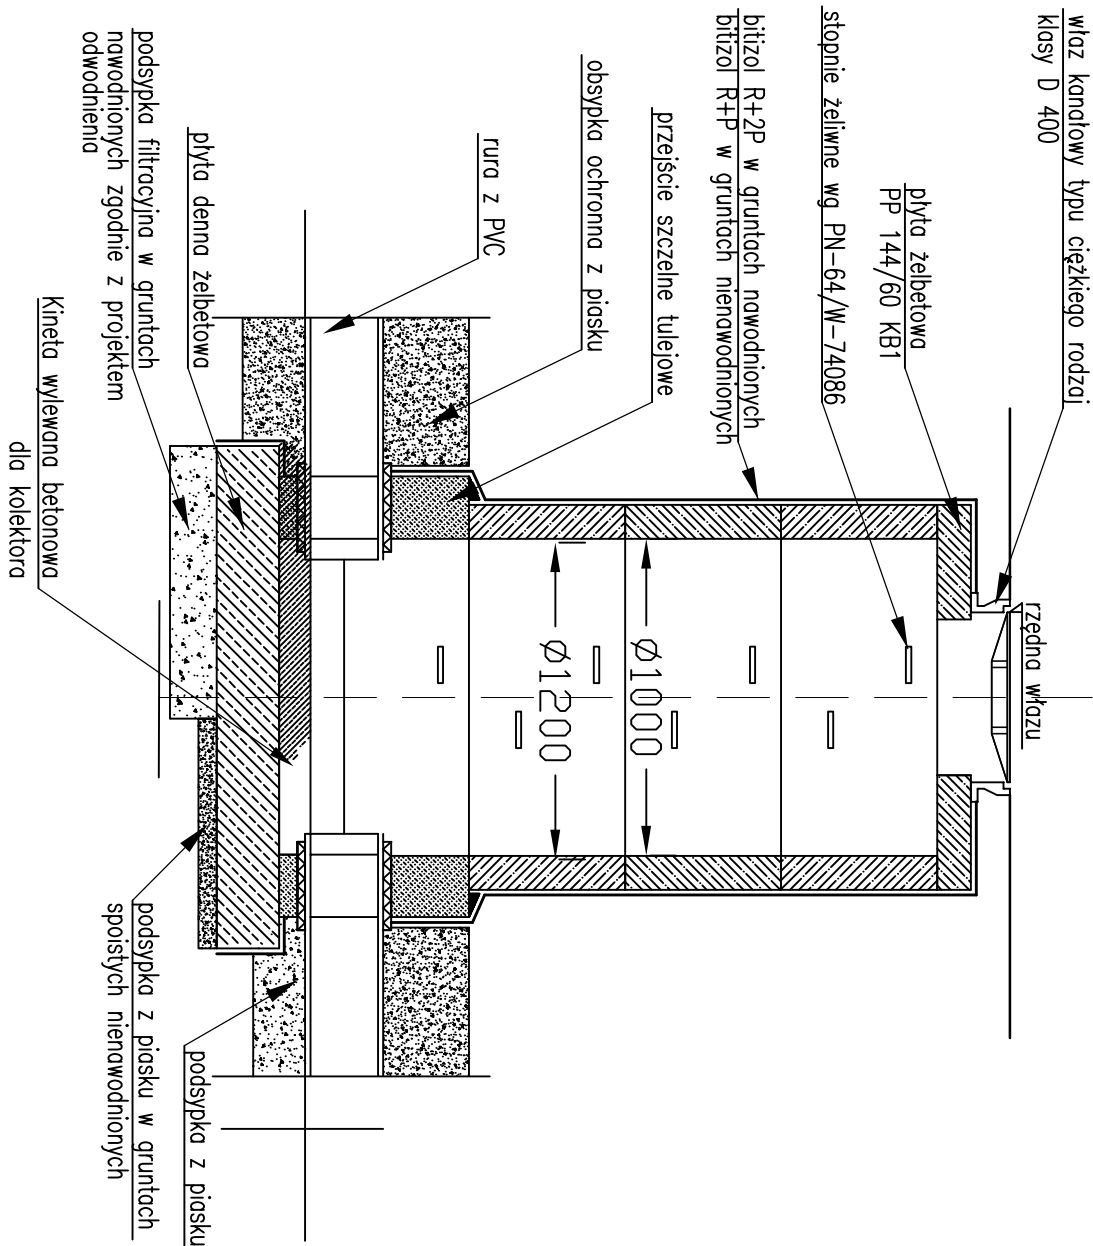 właz kanałowy typu ciężkiego rodzaj
klasy D 400
płyta żelbetowa
PP 144/60 KB1
stopnie żeliwne wg PN-64/W-74086
bitizol R+2P w gruntach nawodnionych
bitizol R+P w gruntach nienawodnionych
przejście szczelne tulejowe
obsypka ochronna z piasku
rura z PVC
płyta denna żelbetowa
podsypka filtracyjna w gruntach
nawodnionych zgodnie z projektem
odwodnienia
Kineta wylewana betonowa
dla kolektora
rzędna włazu
Ø1000
Ø1200
podsypka z piasku
podsypka z piasku w gruntach
spoistych nienawodnionych